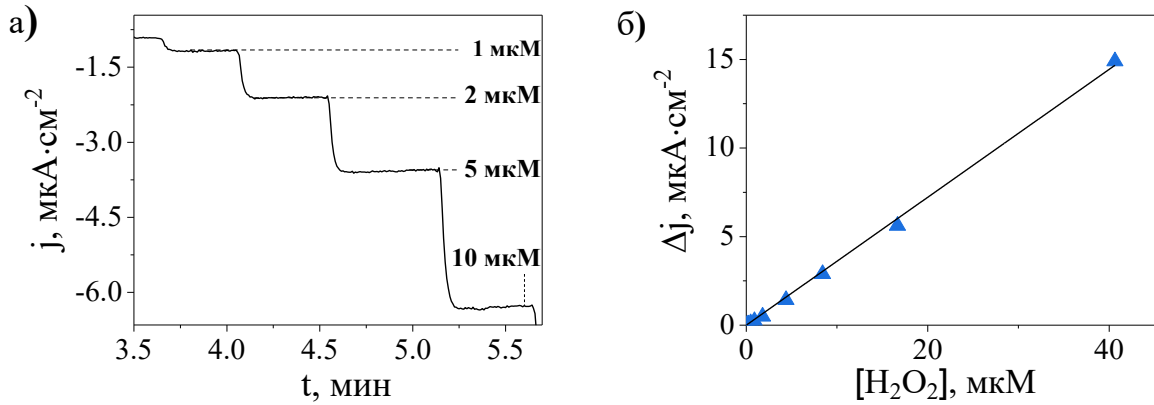 а)
1 мкМ
2 мкМ
5 мкМ
10 мкМ
-1.5
-3.0
-4.5
-6.0
j, мкА·см⁻²
3.5 4.0 4.5 5.0 5.5
t, мин
б)
15
10
5
0
Δj, мкА·см⁻²
0 20 40
[H₂O₂], мкМ